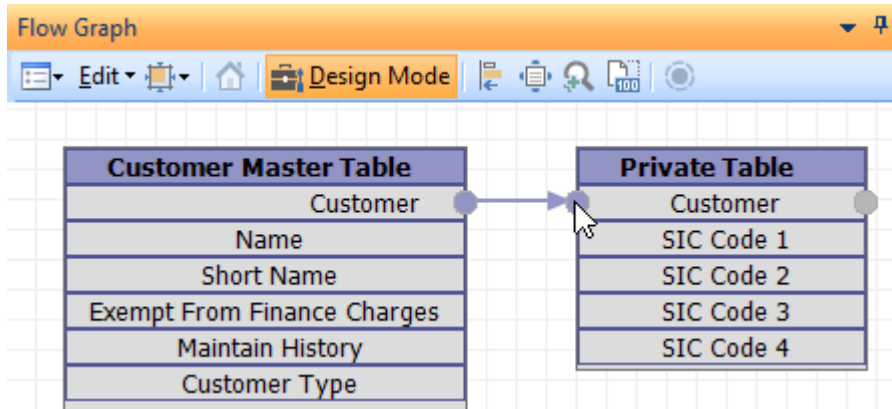 Flow Graph
Edit Design Mode 100
Customer Master Table
Customer
Name
Short Name
Exempt From Finance Charges
Maintain History
Customer Type
Private Table
Customer
SIC Code 1
SIC Code 2
SIC Code 3
SIC Code 4